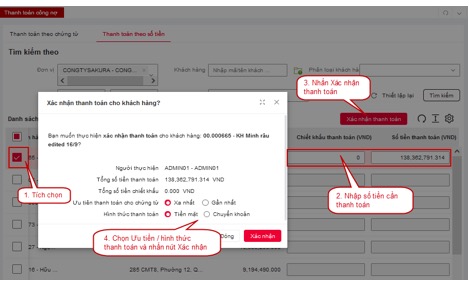 Thanh toán công nợ
Thanh toán theo chứng từ
Thanh toán theo số tiền
Tìm kiếm theo
Đơn vị
CONGTYSAKURA - CONG...
Khách hàng
Nhập mã/tên khách ...
Phân loại khách hàng
3. Nhấn Xác nhận
thanh toán
Thiết lập lại
Tìm kiếm
Danh sách
Xác nhận thanh toán
Xác nhận thanh toán cho khách hàng?
Chiết khấu thanh toán (VND)
Số tiền thanh toán (VND)
Bạn muốn thực hiện xác nhận thanh toán cho khách hàng: 00.000665 - KH Minh râu
edited 16/9?
0
138,362,791.314
Người thực hiện
ADMIN01 - ADMIN01
Tổng số tiền thanh toán
138,362,791.314 VND
Tổng số tiền chiết khấu
0.000 VND
1. Tích chọn
2. Nhập số tiền cần
thanh toán
Ưu tiên thanh toán cho chứng từ
Xa nhất
Gần nhất
Hình thức thanh toán
Tiền mặt
Chuyển khoản
73 -
4. Chọn Ưu tiên / hình thức
thanh toán và nhấn nút Xác nhận
Đóng
Xác nhận
27 -
16 - Hữu ...
285 CMT8, Phường 12, Q...
9,194,490.000